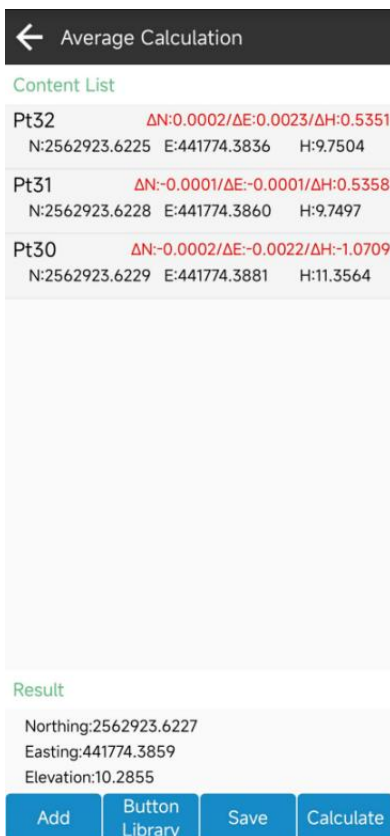 Average Calculation
Content List
Pt32 ΔN:0.0002/ΔE:0.0023/ΔH:0.5351
N:2562923.6225 E:441774.3836 H:9.7504
Pt31 ΔN:-0.0001/ΔE:-0.0001/ΔH:0.5358
N:2562923.6228 E:441774.3860 H:9.7497
Pt30 ΔN:-0.0002/ΔE:-0.0022/ΔH:-1.0709
N:2562923.6229 E:441774.3881 H:11.3564
Result
Northing:2562923.6227
Easting:441774.3859
Elevation:10.2855
Add
Button
Library
Save
Calculate